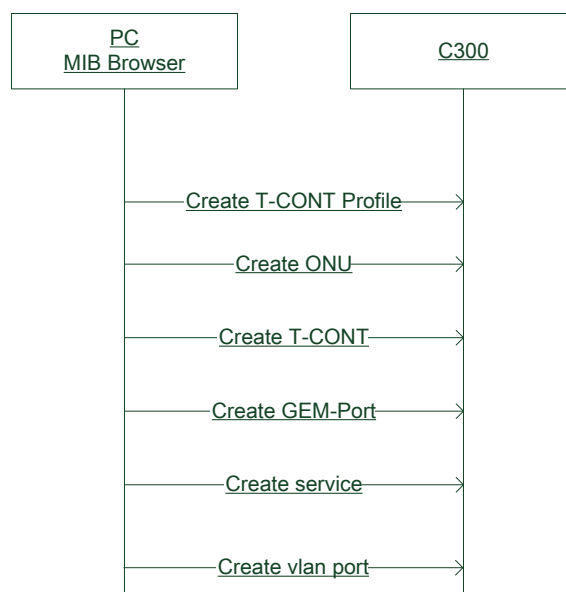 PC
MIB Browser
C300
Create T-CONT Profile
Create ONU
Create T-CONT
Create GEM-Port
Create service
Create vlan port